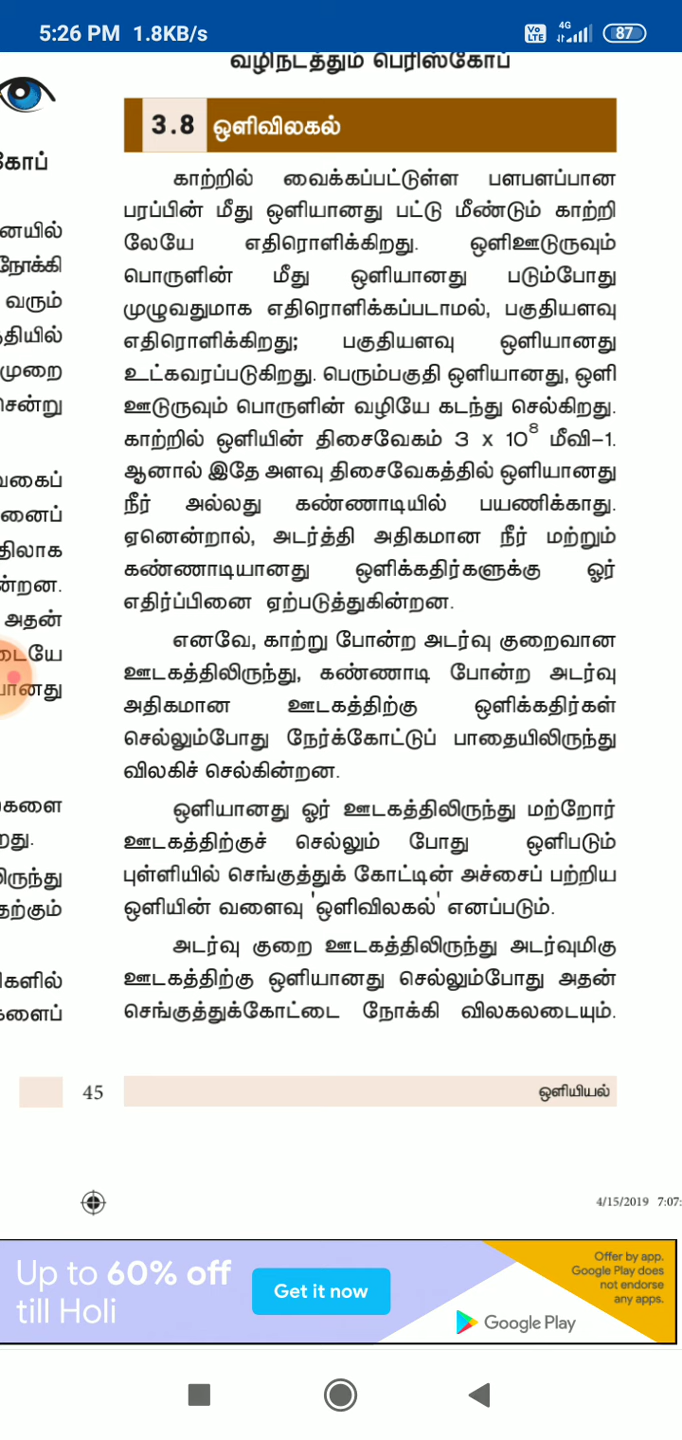 5:26 PM 1.8KB/s
Vo LTE 4G 87
வழிநடத்தும் பெரிஸ்கோப்
3.8 ஒளிவிலகல்
காற்றில் வைக்கப்பட்டுள்ள பளபளப்பான
பரப்பின் மீது ஒளியானது பட்டு மீண்டும் காற்றி
லேயே எதிரொளிக்கிறது. ஒளிஊடுருவும்
பொருளின் மீது ஒளியானது படும்போது
முழுவதுமாக எதிரொளிக்கப்படாமல், பகுதியளவு
எதிரொளிக்கிறது; பகுதியளவு ஒளியானது
உட்கவரப்படுகிறது. பெரும்பகுதி ஒளியானது, ஒளி
ஊடுருவும் பொருளின் வழியே கடந்து செல்கிறது.
காற்றில் ஒளியின் திசைவேகம் 3 x 10⁸ மீவி–1.
ஆனால் இதே அளவு திசைவேகத்தில் ஒளியானது
நீர் அல்லது கண்ணாடியில் பயணிக்காது.
ஏனென்றால், அடர்த்தி அதிகமான நீர் மற்றும்
கண்ணாடியானது ஒளிக்கதிர்களுக்கு ஓர்
எதிர்ப்பினை ஏற்படுத்துகின்றன.
எனவே, காற்று போன்ற அடர்வு குறைவான
ஊடகத்திலிருந்து, கண்ணாடி போன்ற அடர்வு
அதிகமான ஊடகத்திற்கு ஒளிக்கதிர்கள்
செல்லும்போது நேர்க்கோட்டுப் பாதையிலிருந்து
விலகிச் செல்கின்றன.
ஒளியானது ஓர் ஊடகத்திலிருந்து மற்றோர்
ஊடகத்திற்குச் செல்லும் போது ஒளிபடும்
புள்ளியில் செங்குத்துக் கோட்டின் அச்சைப் பற்றிய
ஒளியின் வளைவு 'ஒளிவிலகல்' எனப்படும்.
அடர்வு குறை ஊடகத்திலிருந்து அடர்வுமிகு
ஊடகத்திற்கு ஒளியானது செல்லும்போது அதன்
செங்குத்துக்கோட்டை நோக்கி விலகலடையும்.
நோக்கி
வரும்
முறை
சென்று
அதன்
45
ஒளியியல்
4/15/2019 7:07:
Up to 60% off
till Holi
Get it now
Offer by app.
Google Play does
not endorse
any apps.
Google Play